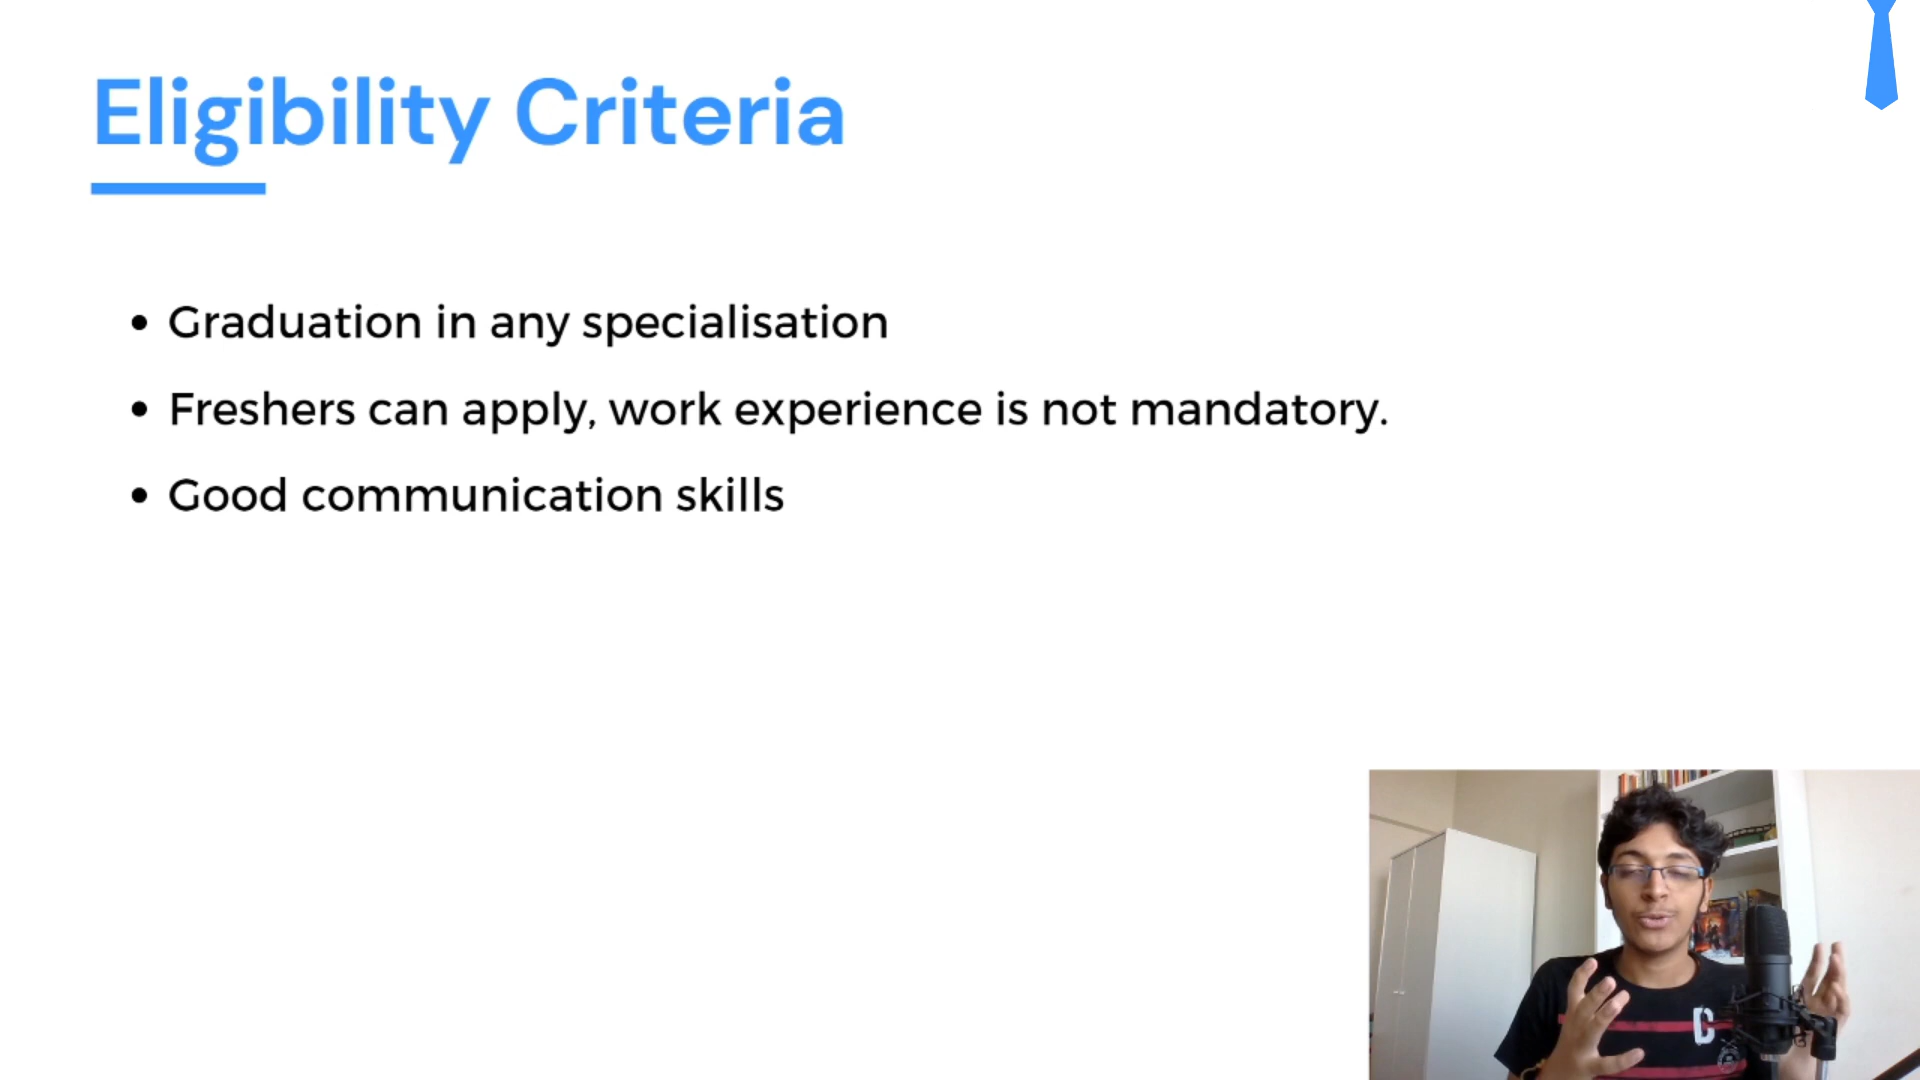 Eligibility Criteria
Graduation in any specialisation
Freshers can apply, work experience is not mandatory.
Good communication skills